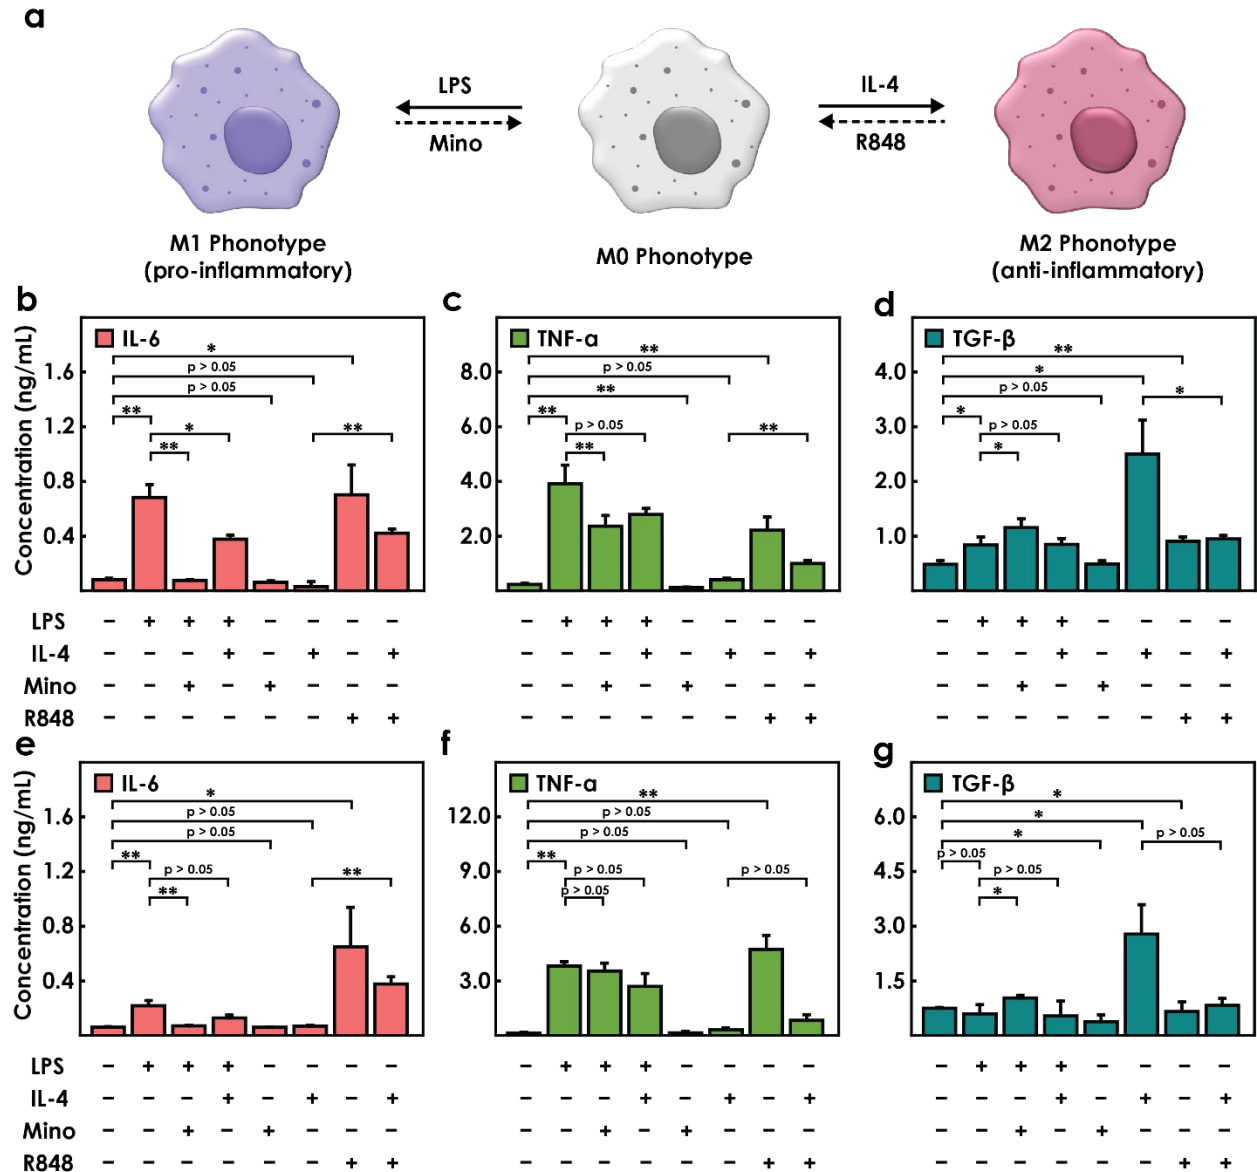 a
LPS
Mino
IL-4
R848
M1 Phonotype
(pro-inflammatory)
M0 Phonotype
M2 Phonotype
(anti-inflammatory)
b
Concentration (ng/mL)
IL-6
1.6
1.2
0.8
0.4
*
p > 0.05
p > 0.05
**
*
**
**
c
TNF-α
8.0
6.0
4.0
2.0
**
p > 0.05
**
**
p > 0.05
**
**
d
TGF-β
4.0
3.0
2.0
1.0
**
*
p > 0.05
*
*
p > 0.05
*
LPS − + + + − − − − − + + + − − − − − + + + − − − −
IL-4 − − − + − + − + − − − + − + − + − − − + − + − +
Mino − − + − + − − − − − + − + − − − − − + − + − − −
R848 − − − − − − + + − − − − − − + + − − − − − − + +
e
Concentration (ng/mL)
IL-6
1.6
1.2
0.8
0.4
*
p > 0.05
p > 0.05
**
p > 0.05
**
**
f
TNF-α
12.0
9.0
6.0
3.0
**
p > 0.05
p > 0.05
**
p > 0.05
p > 0.05
p > 0.05
g
TGF-β
6.0
4.5
3.0
1.5
*
*
*
p > 0.05
p > 0.05
p > 0.05
*
LPS − + + + − − − − − + + + − − − − − + + + − − − −
IL-4 − − − + − + − + − − − + − + − + − − − + − + − +
Mino − − + − + − − − − − + − + − − − − − + − + − − −
R848 − − − − − − + + − − − − − − + + − − − − − − + +